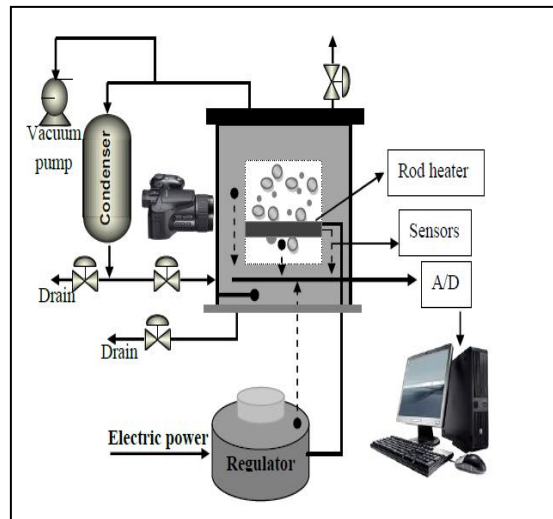 Vacuum
pump
Condenser
Rod heater
Sensors
A/D
Drain
Drain
Electric power
Regulator